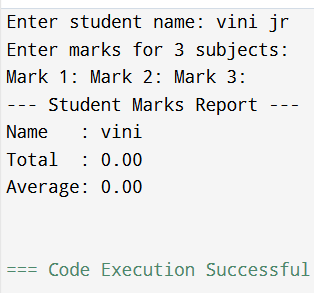 Enter student name: vini jr
Enter marks for 3 subjects:
Mark 1: Mark 2: Mark 3:
--- Student Marks Report ---
Name   : vini
Total  : 0.00
Average: 0.00
=== Code Execution Successful